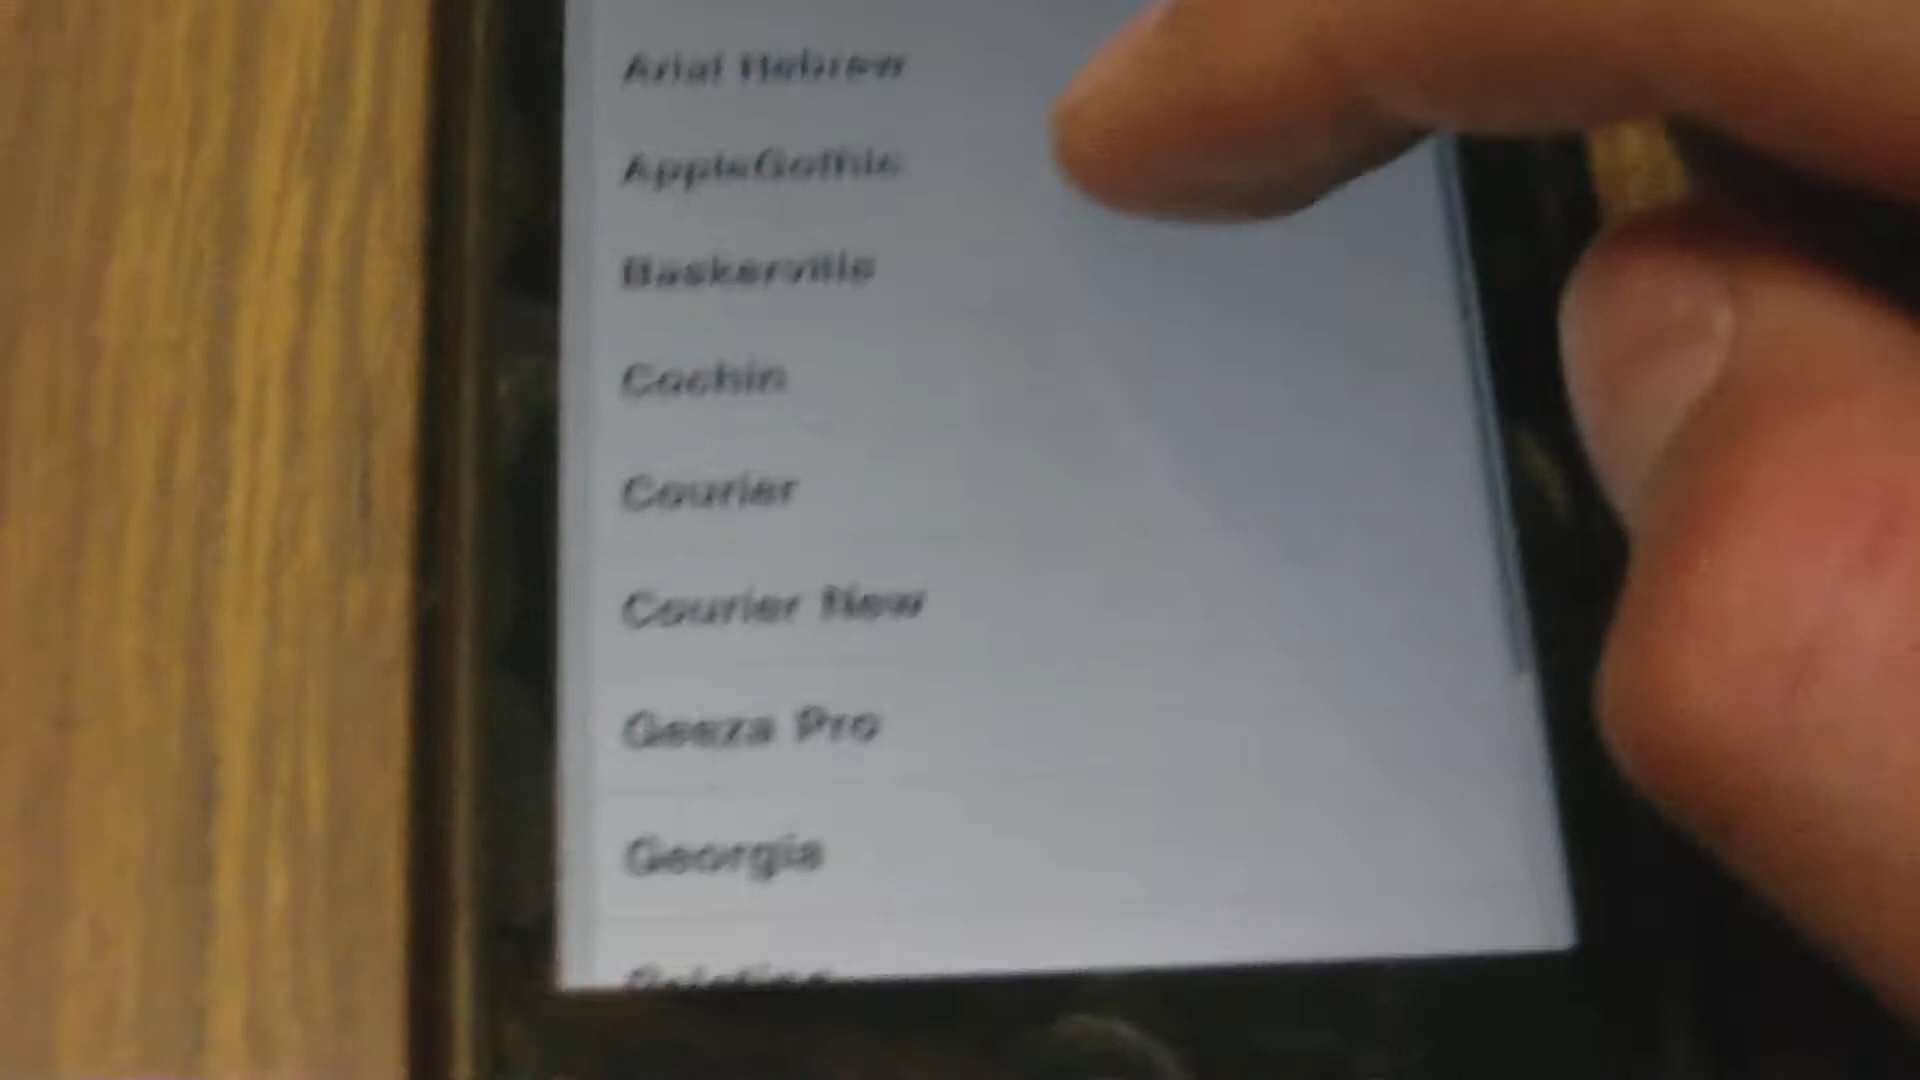 Arial Hebrew
AppleGothic
Baskerville
Cochin
Courier
Courier New
Geeza Pro
Georgia